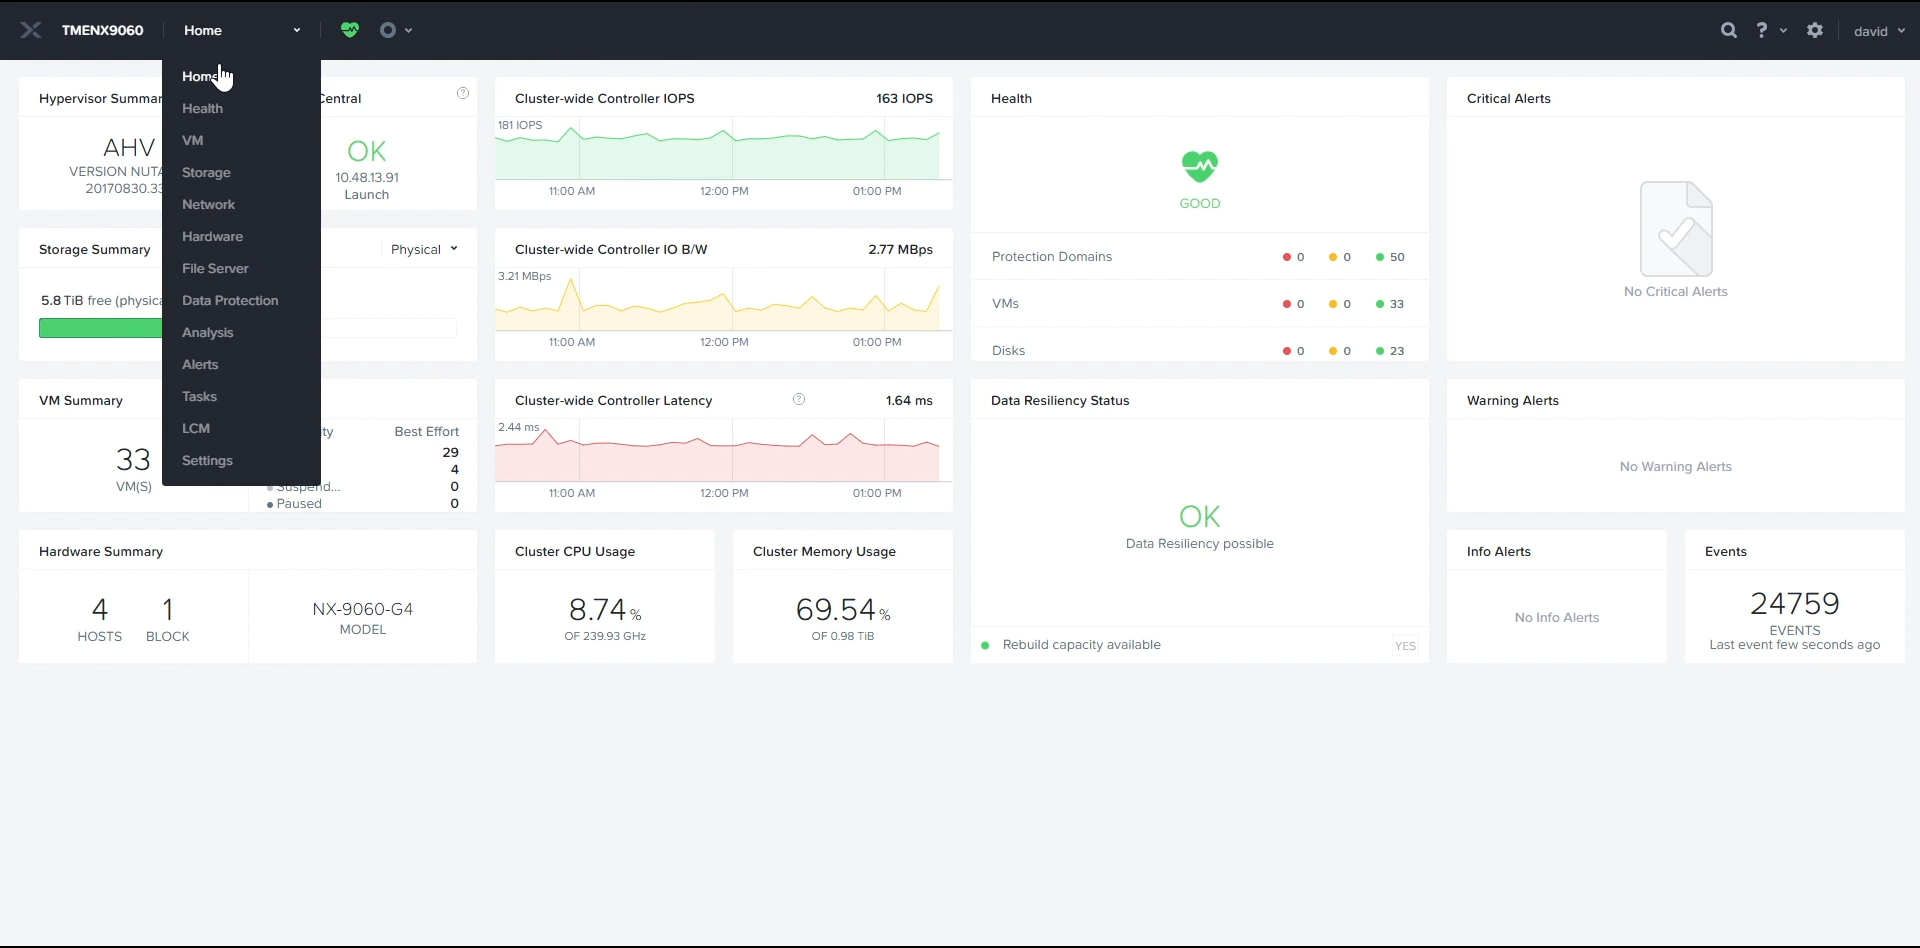 TMENX9060
Home
david
Home
Health
VM
Storage
Network
Hardware
File Server
Data Protection
Analysis
Alerts
Tasks
LCM
Settings
Hypervisor
AHV
VERSION
20170830.33
Central
OK
10.48.13.91
Launch
Storage Summary
Physical
5.8 TiB free
VM Summary
33
VM(S)
Best Effort
29
4
Suspend... 0
Paused 0
Hardware Summary
4
HOSTS
1
BLOCK
NX-9060-G4
MODEL
Cluster-wide Controller IOPS 163 IOPS
181 IOPS
11:00 AM 12:00 PM 01:00 PM
Cluster-wide Controller IO B/W 2.77 MBps
3.21 MBps
11:00 AM 12:00 PM 01:00 PM
Cluster-wide Controller Latency ? 1.64 ms
2.44 ms
11:00 AM 12:00 PM 01:00 PM
Cluster CPU Usage
8.74 %
OF 239.93 GHz
Cluster Memory Usage
69.54 %
OF 0.98 TiB
Health
GOOD
Protection Domains 0 0 50
VMs 0 0 33
Disks 0 0 23
Data Resiliency Status
OK
Data Resiliency possible
Rebuild capacity available YES
Critical Alerts
No Critical Alerts
Warning Alerts
No Warning Alerts
Info Alerts
No Info Alerts
Events
24759
EVENTS
Last event few seconds ago